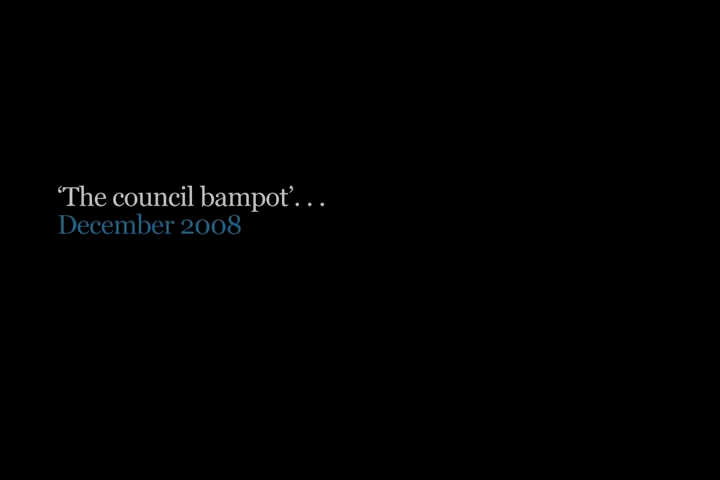 ‘The council bampot’. . .
December 2008